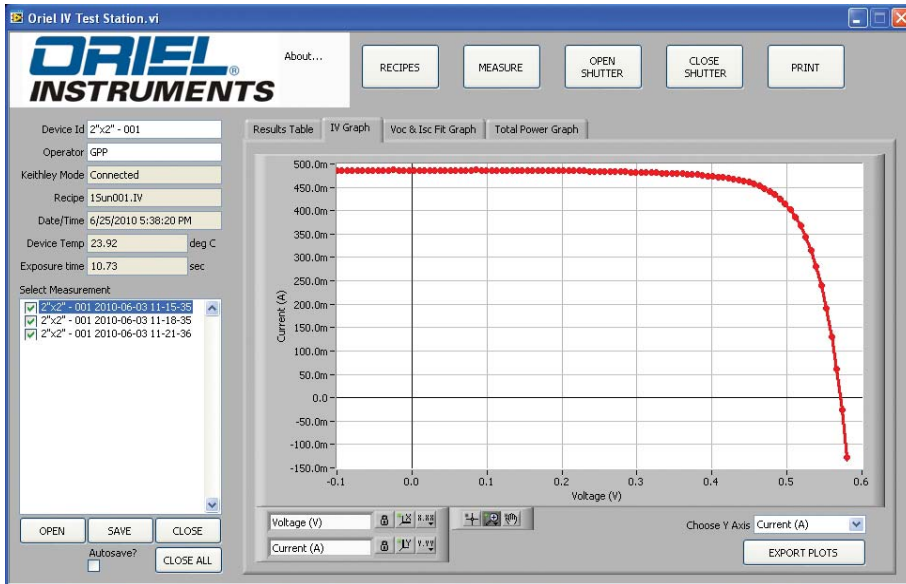 Oriel IV Test Station.vi
ORIEL®
INSTRUMENTS
About...
RECIPES
MEASURE
OPEN
SHUTTER
CLOSE
SHUTTER
PRINT
Device Id 2"x2" - 001
Operator GPP
Keithley Mode Connected
Recipe 1Sun001.IV
Date/Time 6/25/2010 5:38:20 PM
Device Temp 23.92 deg C
Exposure time 10.73 sec
Select Measurement
2"x2" - 001 2010-06-03 11-15-35
2"x2" - 001 2010-06-03 11-18-35
2"x2" - 001 2010-06-03 11-21-36
OPEN SAVE CLOSE
Autosave?
CLOSE ALL
Results Table IV Graph Voc & Isc Fit Graph Total Power Graph
500.0m
450.0m
400.0m
350.0m
300.0m
250.0m
200.0m
150.0m
100.0m
50.0m
0.0
-50.0m
-100.0m
-150.0m
Current (A)
-0.1 0.0 0.1 0.2 0.3 0.4 0.5 0.6
Voltage (V)
Voltage (V)
Current (A)
Choose Y Axis Current (A)
EXPORT PLOTS